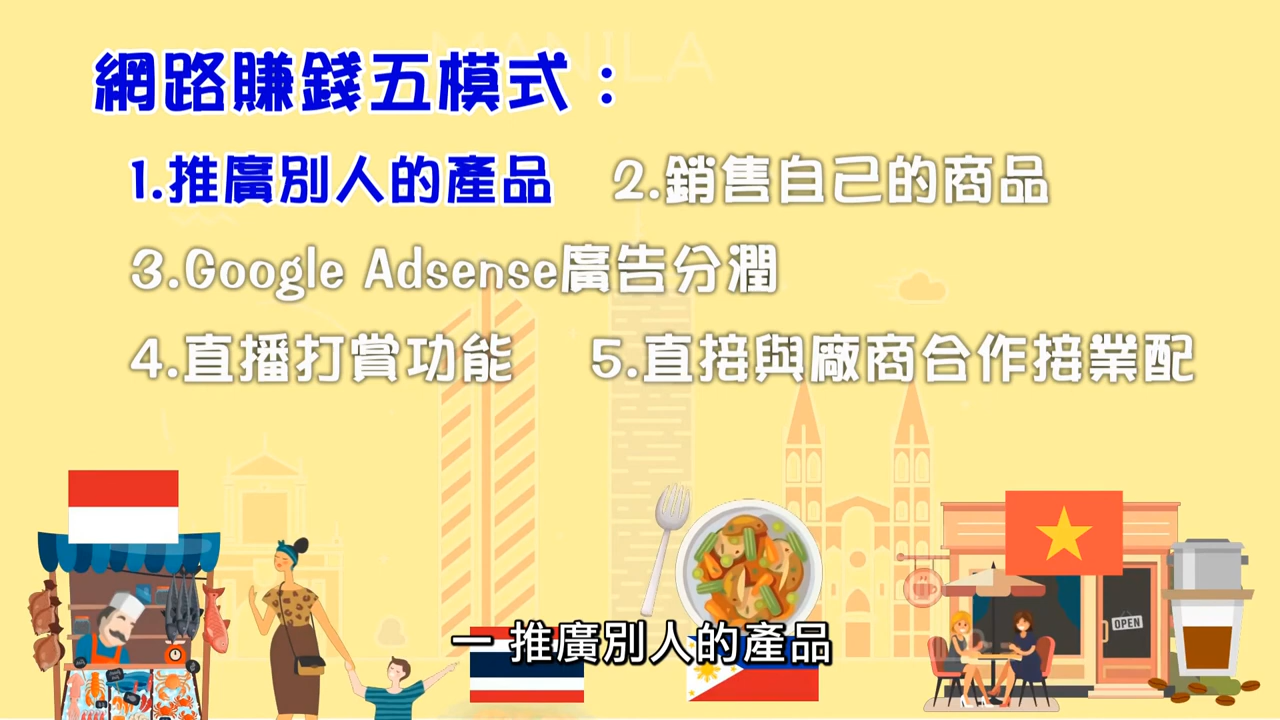 MANILA
網路賺錢五模式：
1.推廣別人的產品 2.銷售自己的商品
3.Google Adsense廣告分潤
4.直播打賞功能 5.直接與廠商合作接業配
OPEN
一 推廣別人的產品